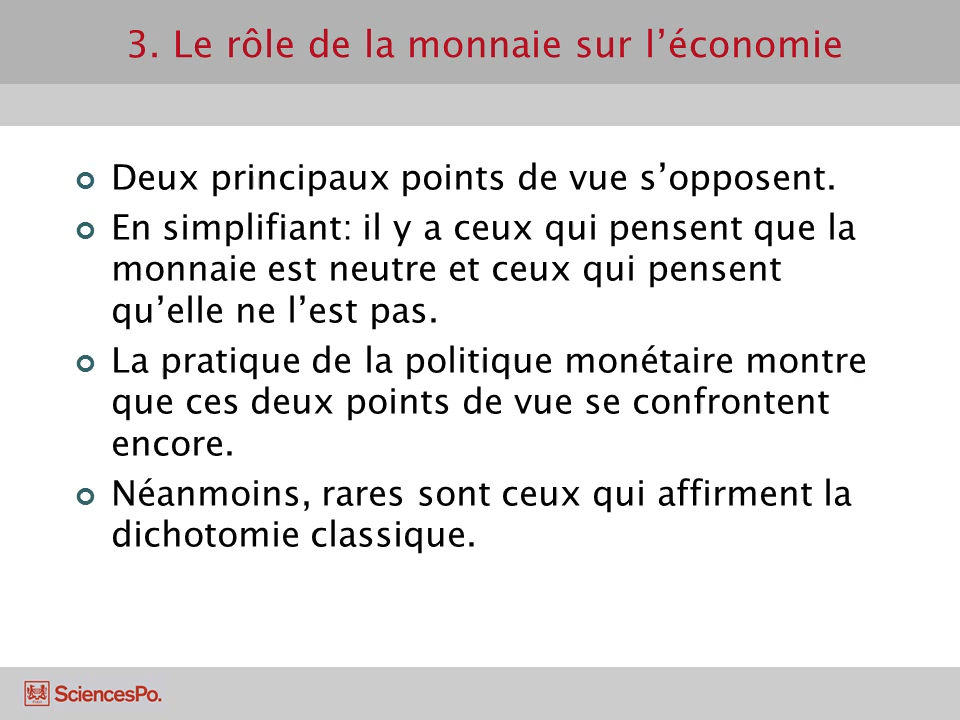 3. Le rôle de la monnaie sur l’économie
Deux principaux points de vue s’opposent.
En simplifiant: il y a ceux qui pensent que la
monnaie est neutre et ceux qui pensent
qu’elle ne l’est pas.
La pratique de la politique monétaire montre
que ces deux points de vue se confrontent
encore.
Néanmoins, rares sont ceux qui affirment la
dichotomie classique.
SciencesPo.